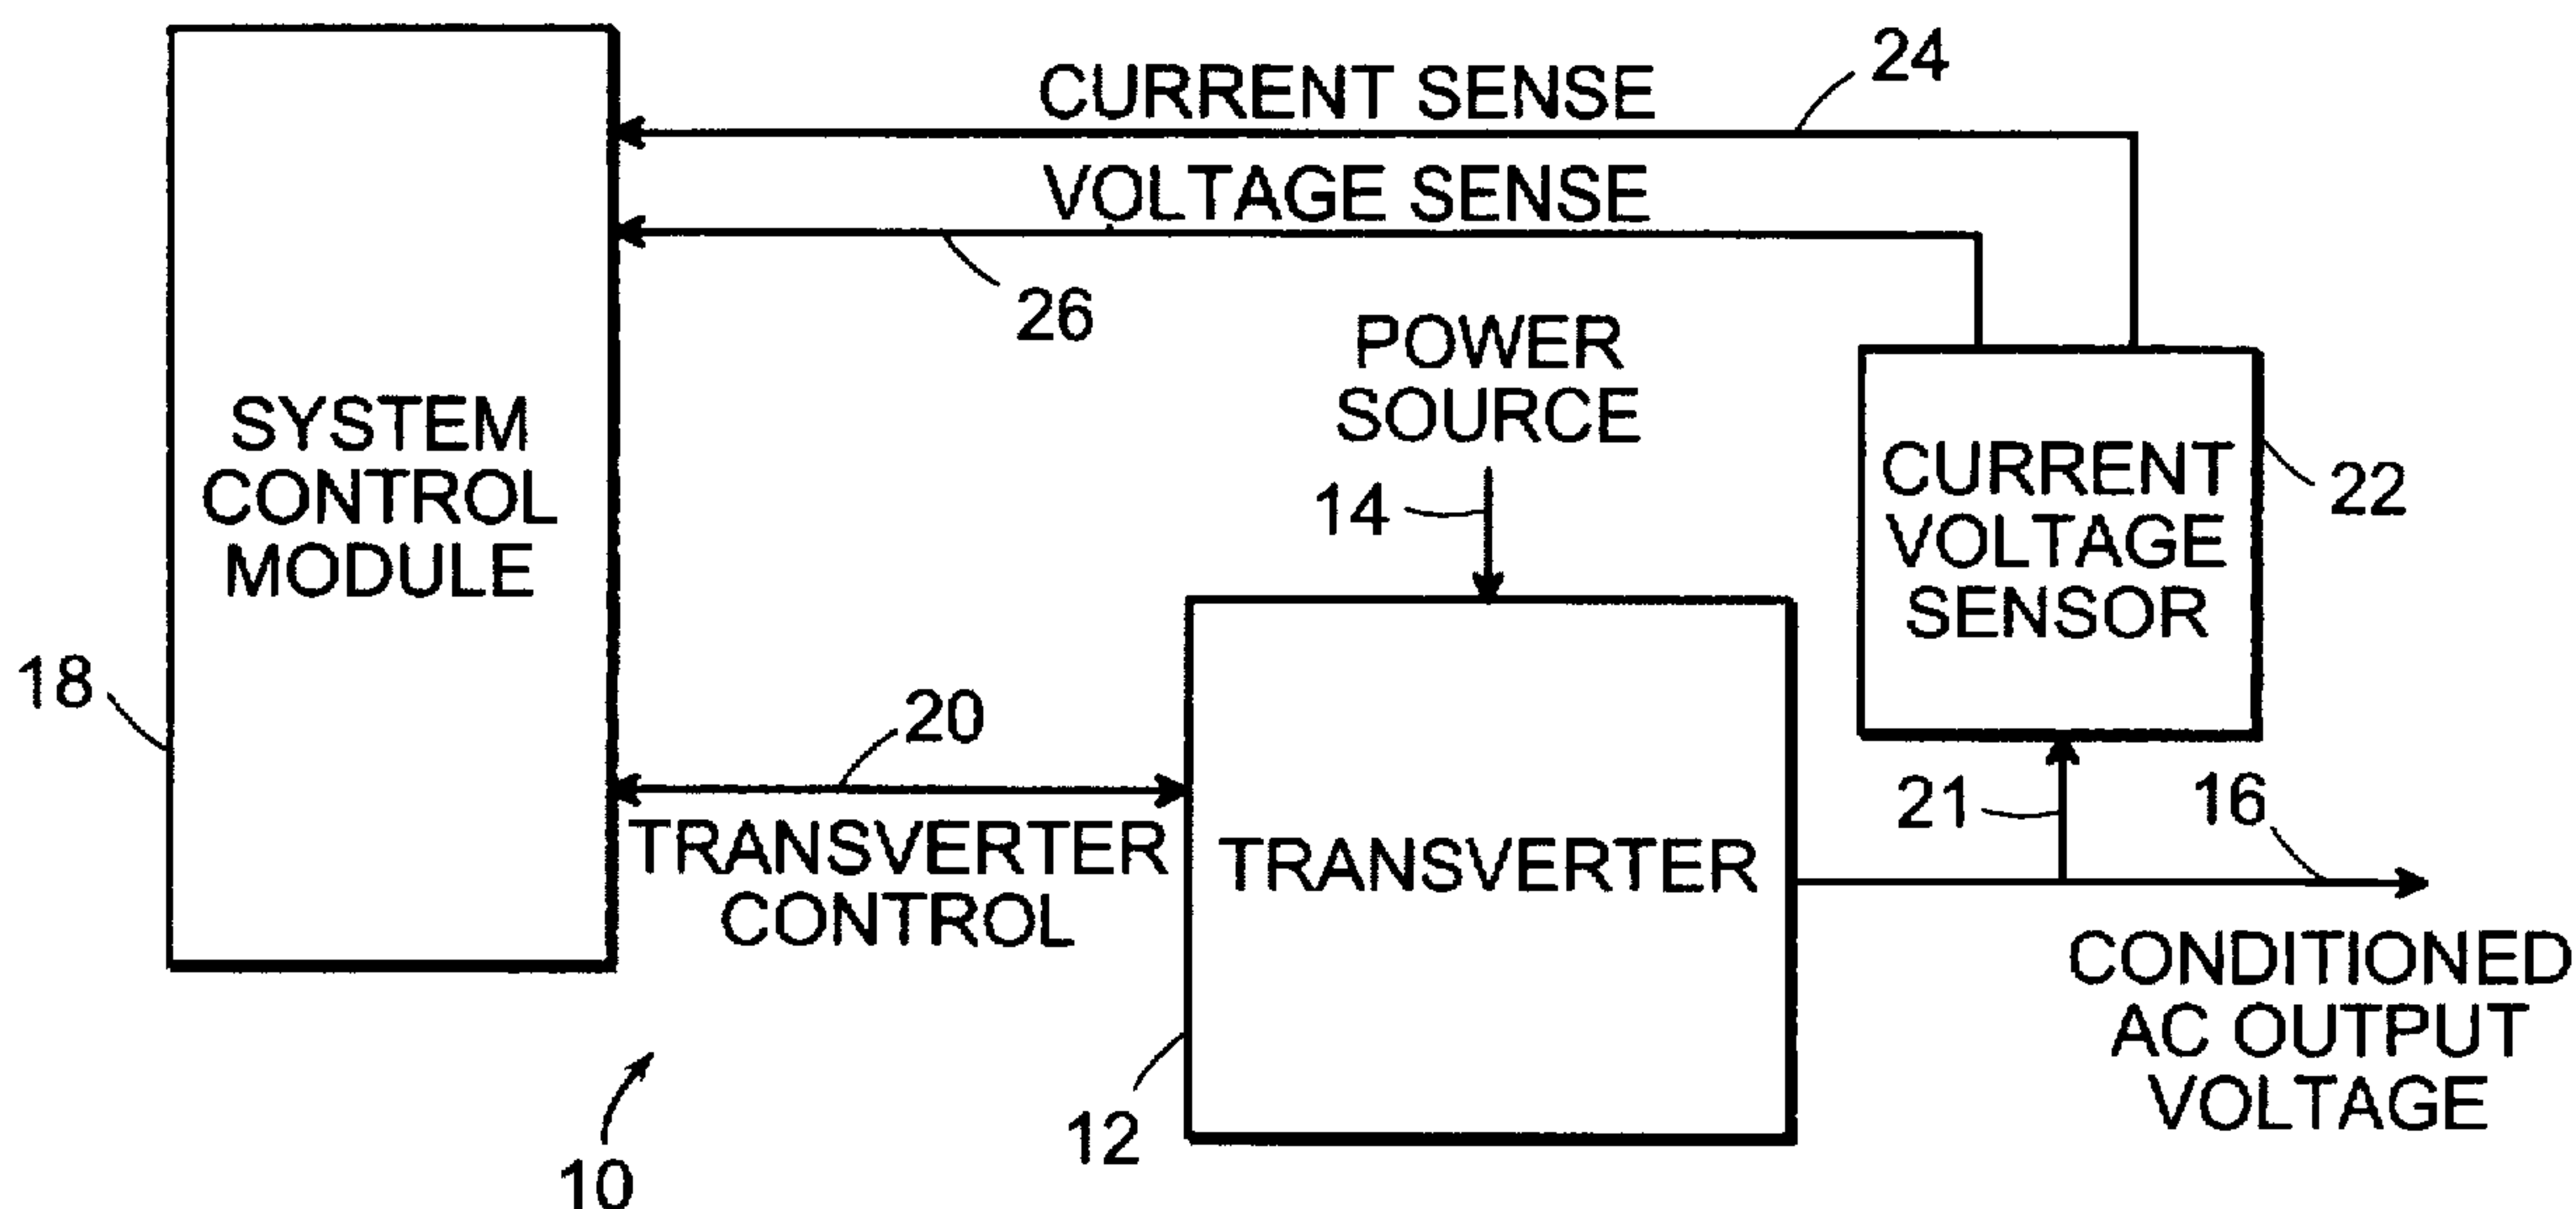 24
CURRENT SENSE
VOLTAGE SENSE
26
POWER
SOURCE
14
SYSTEM
CONTROL
MODULE
CURRENT
VOLTAGE
SENSOR
22
18
20
TRANSVERTER
CONTROL
TRANSVERTER
21
16
CONDITIONED
AC OUTPUT
VOLTAGE
12
10